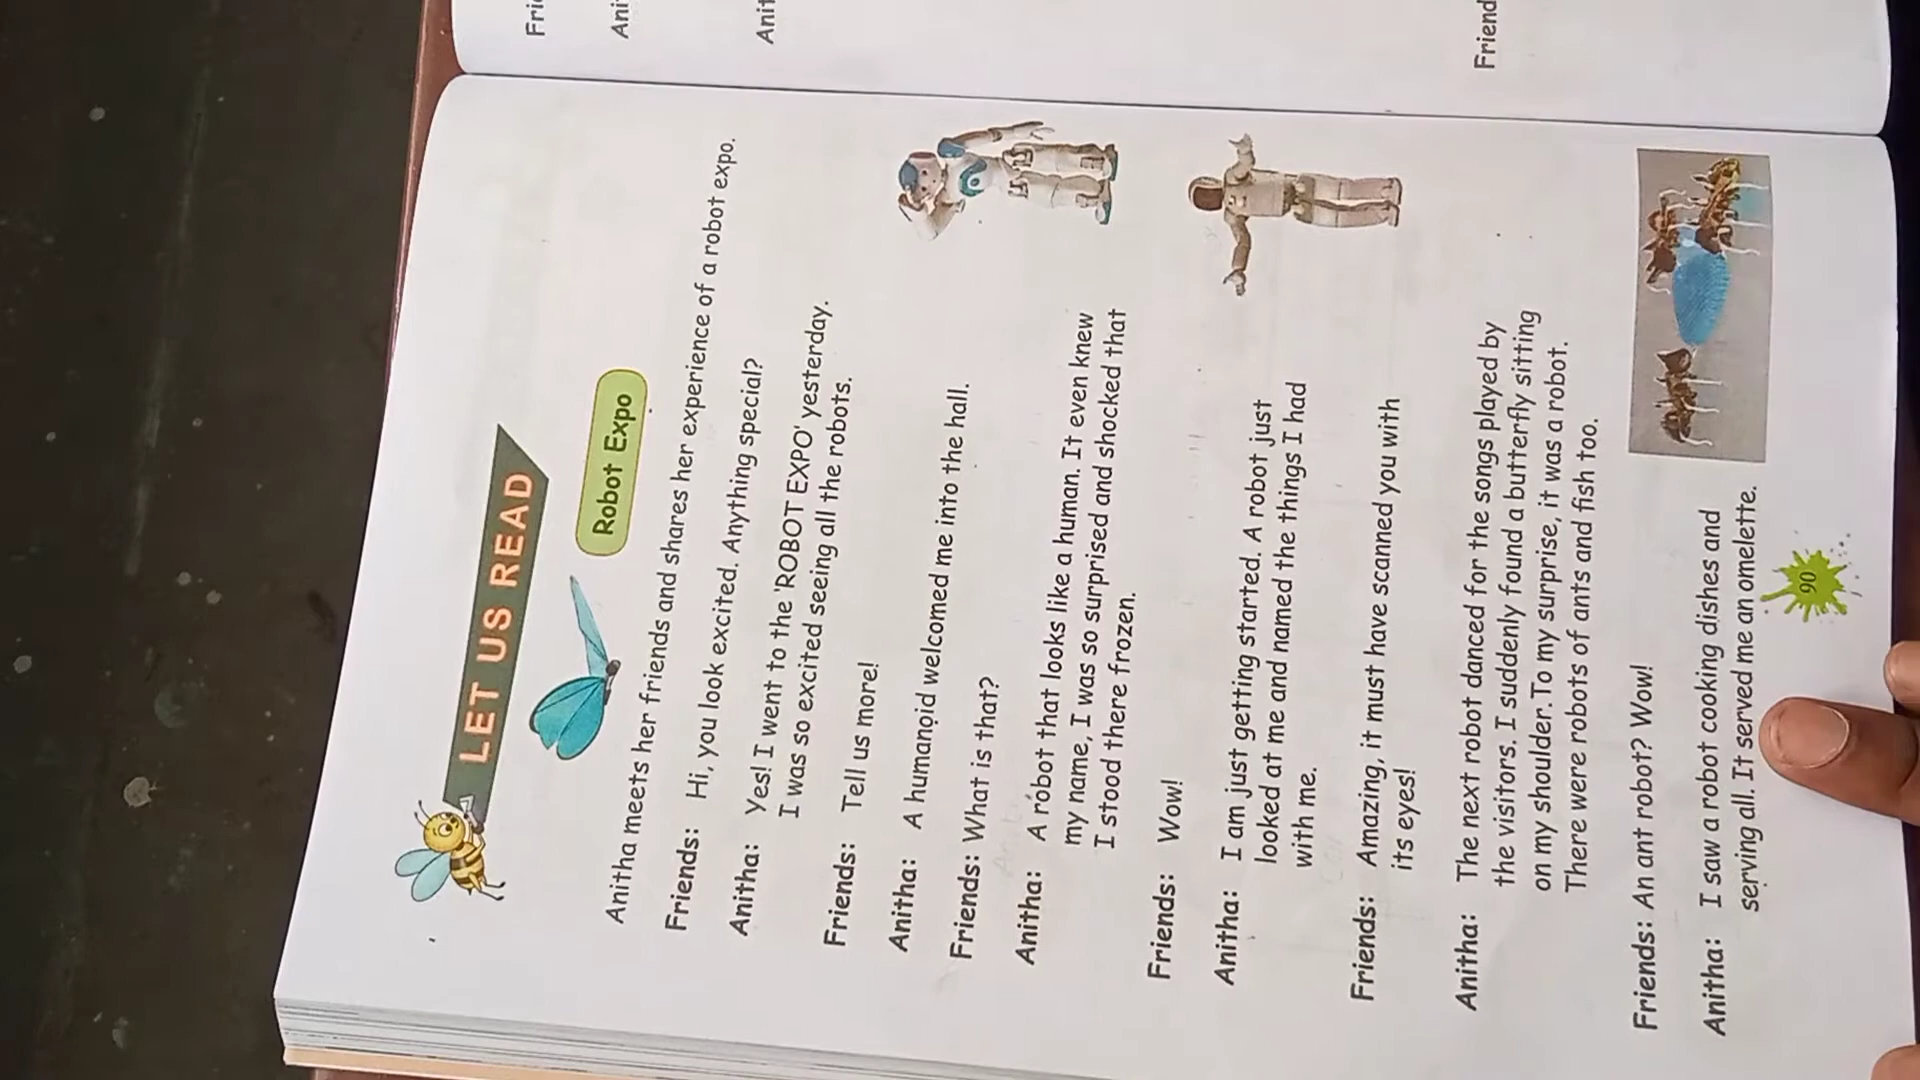 LET US READ
Robot Expo
Anitha meets her friends and shares her experience of a robot expo.
Friends: Hi, you look excited. Anything special?
Anitha: Yes! I went to the 'ROBOT EXPO' yesterday.
I was so excited seeing all the robots.
Friends: Tell us more!
Anitha: A humanoid welcomed me into the hall.
Friends: What is that?
Anitha: A robot that looks like a human. It even knew
my name, I was so surprised and shocked that
I stood there frozen.
Friends: Wow!
Anitha: I am just getting started. A robot just
looked at me and named the things I had
with me.
Friends: Amazing, it must have scanned you with
its eyes!
Anitha: The next robot danced for the songs played by
the visitors. I suddenly found a butterfly sitting
on my shoulder. To my surprise, it was a robot.
There were robots of ants and fish too.
Friends: An ant robot? Wow!
Anitha: I saw a robot cooking dishes and
serving all. It served me an omelette.
90
Friend